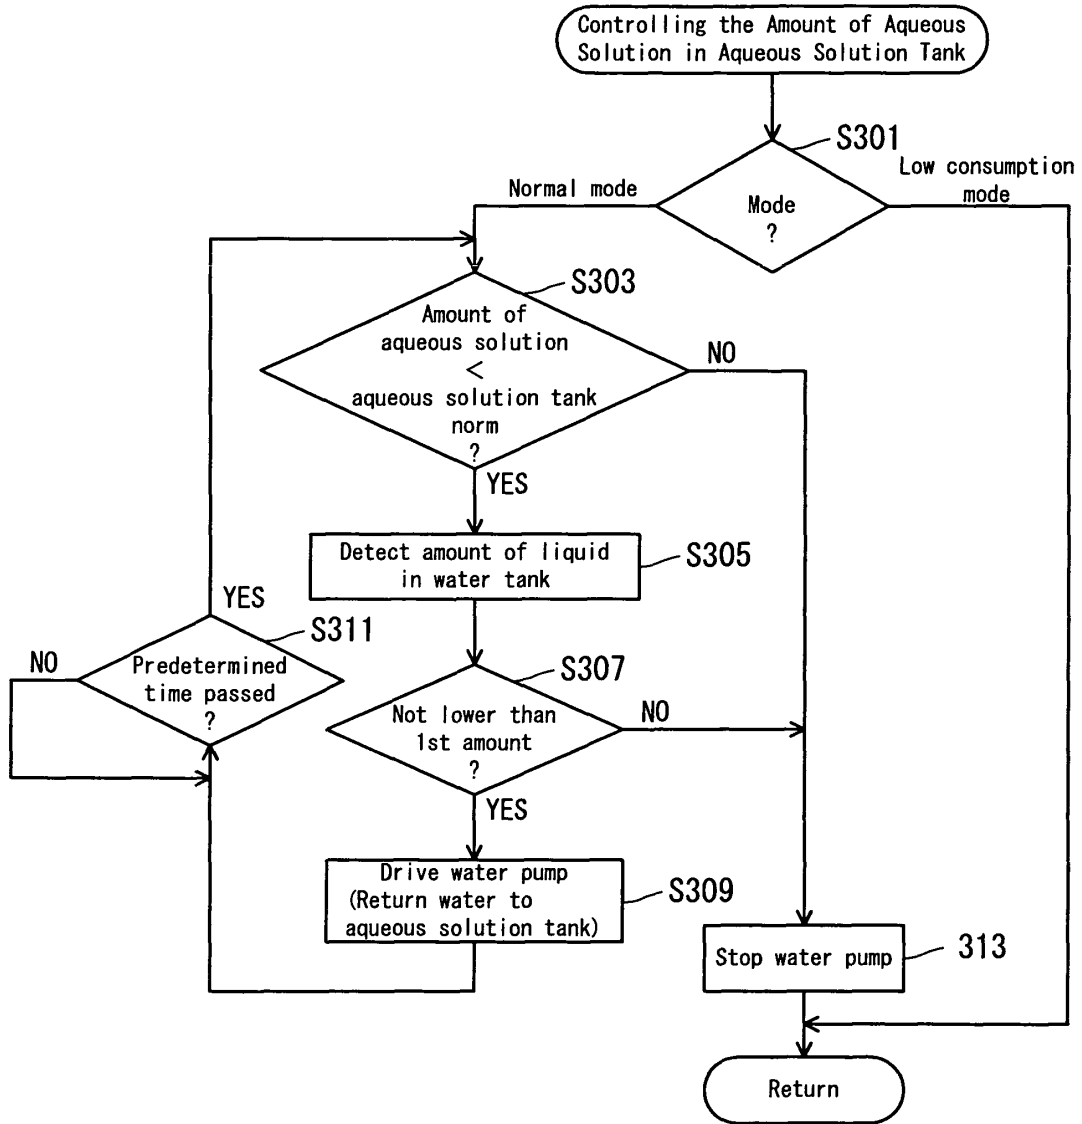 Controlling the Amount of Aqueous
Solution in Aqueous Solution Tank
S301
Low consumption
mode
Normal mode
Mode
?
S303
Amount of
aqueous solution
<
aqueous solution tank
norm
?
NO
YES
Detect amount of liquid
in water tank
S305
YES
S311
NO
Predetermined
time passed
?
S307
Not lower than
1st amount
?
NO
YES
Drive water pump
(Return water to
aqueous solution tank)
S309
Stop water pump
313
Return